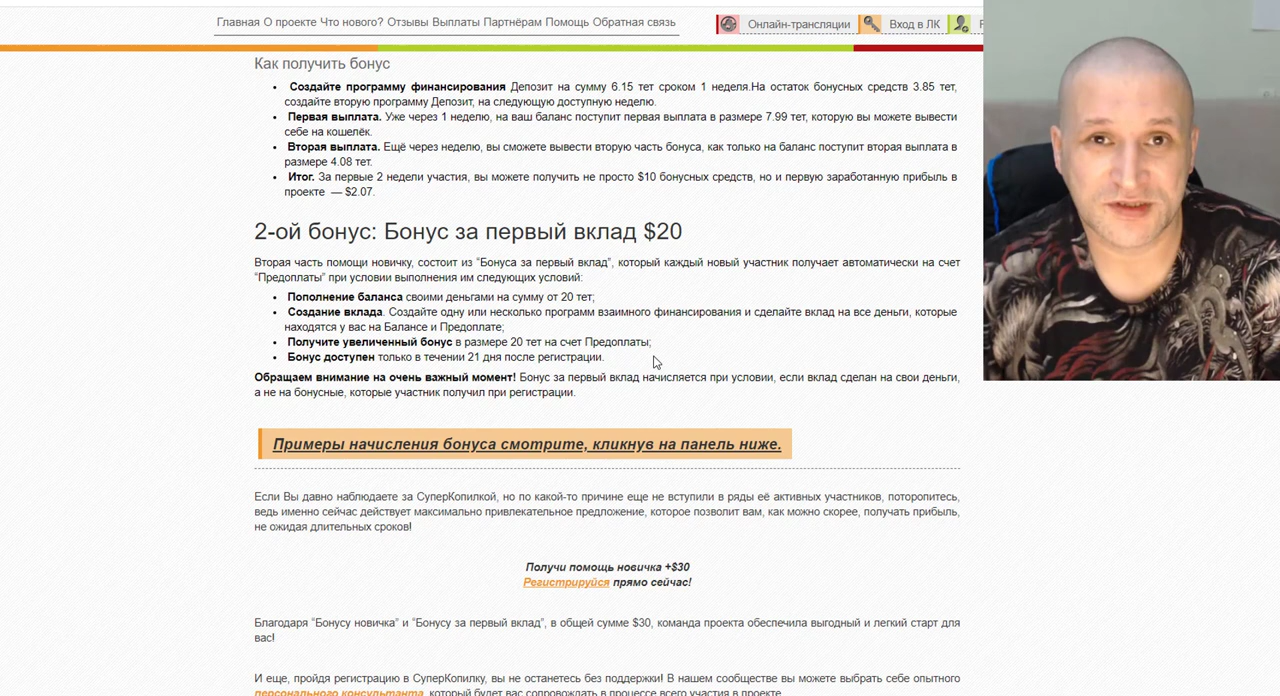 Главная О проекте Что нового? Отзывы Выплаты Партнёрам Помощь Обратная связь Онлайн-трансляции Вход в ЛК
Как получить бонус
Создайте программу финансирования Депозит на сумму 6.15 тет сроком 1 неделя.На остаток бонусных средств 3.85 тет,
создайте вторую программу Депозит, на следующую доступную неделю.
Первая выплата. Уже через 1 неделю, на ваш баланс поступит первая выплата в размере 7.99 тет, которую вы можете вывести
себе на кошелёк.
Вторая выплата. Ещё через неделю, вы сможете вывести вторую часть бонуса, как только на баланс поступит вторая выплата в
размере 4.08 тет.
Итог. За первые 2 недели участия, вы можете получить не просто $10 бонусных средств, но и первую заработанную прибыль в
проекте — $2.07.
2-ой бонус: Бонус за первый вклад $20
Вторая часть помощи новичку, состоит из “Бонуса за первый вклад”, который каждый новый участник получает автоматически на счет
“Предоплаты” при условии выполнения им следующих условий:
Пополнение баланса своими деньгами на сумму от 20 тет;
Создание вклада. Создайте одну или несколько программ взаимного финансирования и сделайте вклад на все деньги, которые
находятся у вас на Балансе и Предоплате;
Получите увеличенный бонус в размере 20 тет на счет Предоплаты;
Бонус доступен только в течении 21 дня после регистрации.
Обращаем внимание на очень важный момент! Бонус за первый вклад начисляется при условии, если вклад сделан на свои деньги,
а не на бонусные, которые участник получил при регистрации.
Примеры начисления бонуса смотрите, кликнув на панель ниже.
Если Вы давно наблюдаете за СуперКопилкой, но по какой-то причине еще не вступили в ряды её активных участников, поторопитесь,
ведь именно сейчас действует максимально привлекательное предложение, которое позволит вам, как можно скорее, получать прибыль,
не ожидая длительных сроков!
Получи помощь новичка +$30
Регистрируйся прямо сейчас!
Благодаря “Бонусу новичка” и “Бонусу за первый вклад”, в общей сумме $30, команда проекта обеспечила выгодный и легкий старт для
вас!
И еще, пройдя регистрацию в СуперКопилку, вы не останетесь без поддержки! В нашем сообществе вы можете выбрать себе опытного
персонального консультанта, который будет вас сопровождать в процессе всего участия в проекте.